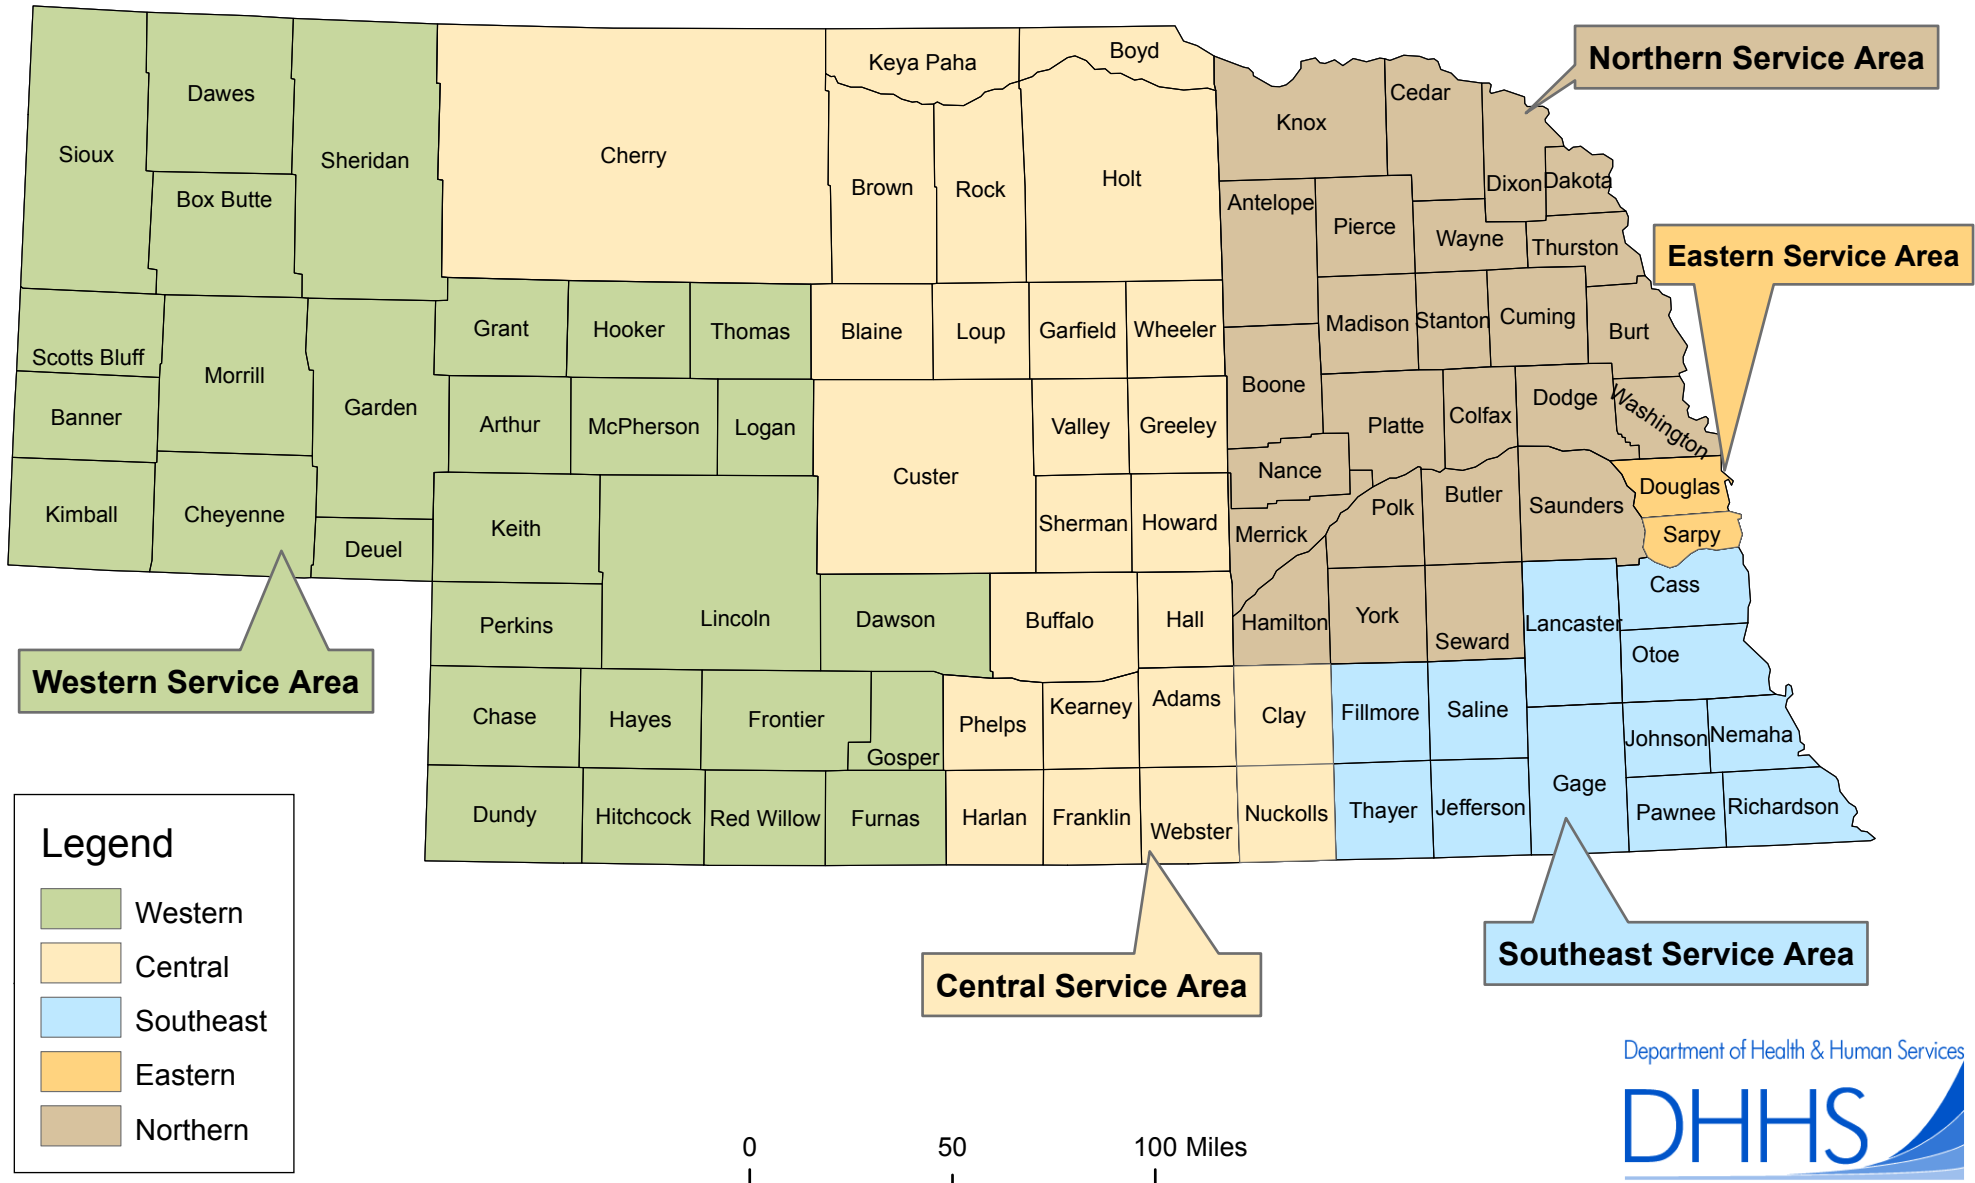 Boyd
Keya Paha
Northern Service Area
Dawes
Cedar
Knox
Sioux
Sheridan
Cherry
Holt
Brown
Rock
Dixon
Dakota
Box Butte
Antelope
Pierce
Wayne
Thurston
Eastern Service Area
Grant
Hooker
Thomas
Blaine
Loup
Garfield
Wheeler
Madison
Stanton
Cuming
Burt
Scotts Bluff
Morrill
Boone
Garden
Dodge
Washington
Banner
Arthur
McPherson
Logan
Valley
Greeley
Platte
Colfax
Custer
Nance
Douglas
Butler
Saunders
Polk
Kimball
Cheyenne
Keith
Sherman
Howard
Merrick
Sarpy
Deuel
Cass
Perkins
Lincoln
Dawson
Buffalo
Hall
Hamilton
York
Lancaster
Seward
Otoe
Western Service Area
Chase
Hayes
Frontier
Phelps
Kearney
Adams
Clay
Fillmore
Saline
Johnson
Nemaha
Gosper
Gage
Dundy
Hitchcock
Red Willow
Furnas
Harlan
Franklin
Webster
Nuckolls
Thayer
Jefferson
Pawnee
Richardson
Legend
Western
Central
Southeast
Eastern
Northern
Central Service Area
Southeast Service Area
Department of Health & Human Services
DHHS
0 50 100 Miles